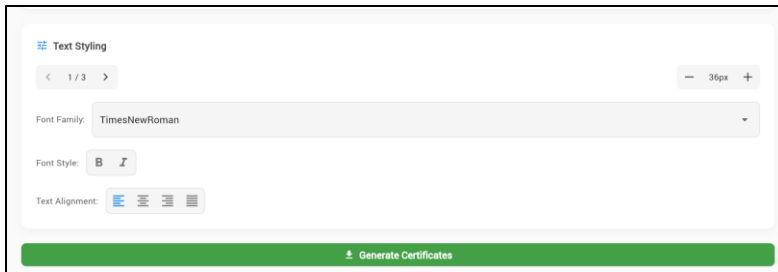 Text Styling
1 / 3 36px
Font Family: TimesNewRoman
Font Style: B I
Text Alignment:
Generate Certificates